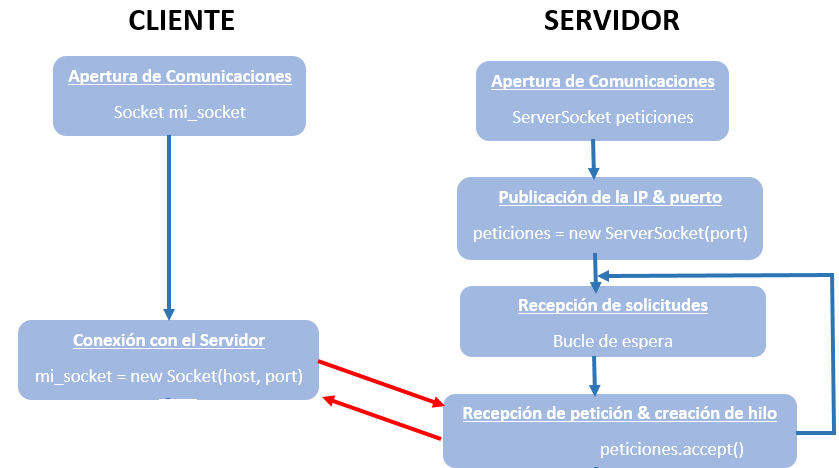 CLIENTE
Apertura de Comunicaciones
Socket mi_socket
Conexión con el Servidor
mi_socket = new Socket(host, port)
SERVIDOR
Apertura de Comunicaciones
ServerSocket peticiones
Publicación de la IP & puerto
peticiones = new ServerSocket(port)
Recepción de solicitudes
Bucle de espera
Recepción de petición & creación de hilo
peticiones.accept()